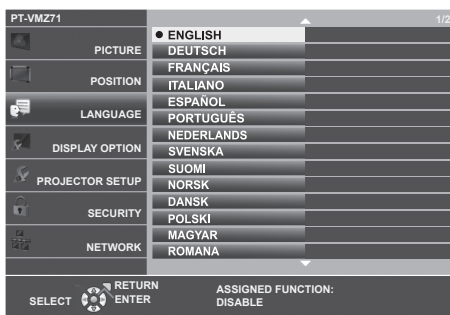 PT-VMZ71
1/2
PICTURE
POSITION
LANGUAGE
DISPLAY OPTION
PROJECTOR SETUP
SECURITY
NETWORK
ENGLISH
DEUTSCH
FRANÇAIS
ITALIANO
ESPAÑOL
PORTUGUÊS
NEDERLANDS
SVENSKA
SUOMI
NORSK
DANSK
POLSKI
MAGYAR
ROMANA
SELECT
RETURN
ENTER
ASSIGNED FUNCTION:
DISABLE